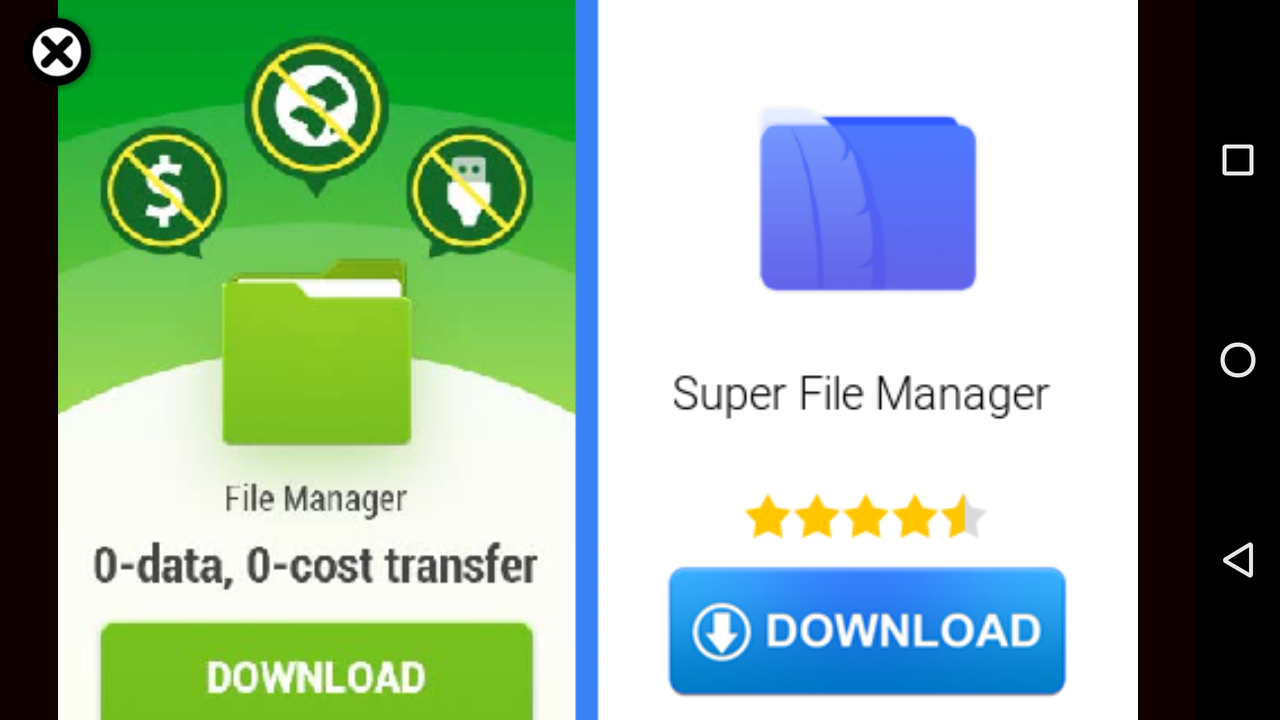 File Manager
0-data, 0-cost transfer
DOWNLOAD
Super File Manager
DOWNLOAD